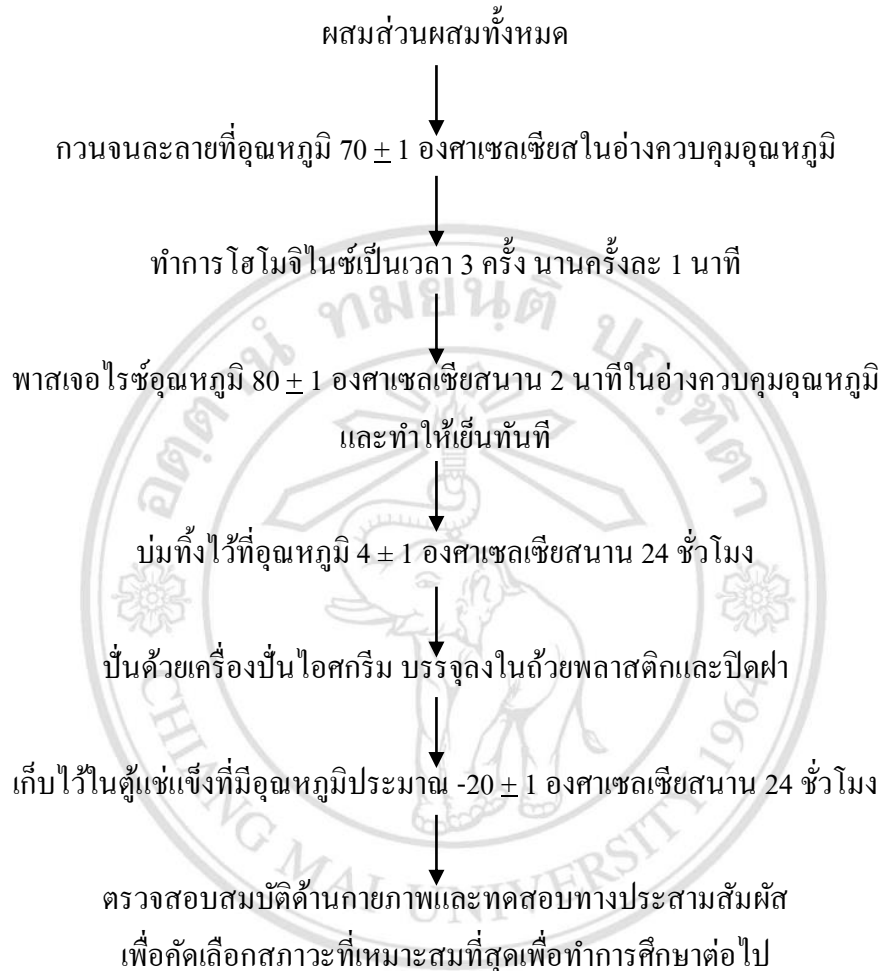 ผสมส่วนผสมทั้งหมด
กวนจนละลายที่อุณหภูมิ 70 ± 1 องศาเซลเซียสในอ่างควบคุมอุณหภูมิ
ทำการโฮโมจิไนซ์เป็นเวลา 3 ครั้ง นานครั้งละ 1 นาที
พาสเจอไรซ์อุณหภูมิ 80 ± 1 องศาเซลเซียสนาน 2 นาทีในอ่างควบคุมอุณหภูมิ
และทำให้เย็นทันที
บ่มทิ้งไว้ที่อุณหภูมิ 4 ± 1 องศาเซลเซียสนาน 24 ชั่วโมง
ปั่นด้วยเครื่องปั่นไอศกรีม บรรจุลงในถ้วยพลาสติกและปิดฝา
เก็บไว้ในตู้แช่แข็งที่มีอุณหภูมิประมาณ -20 ± 1 องศาเซลเซียสนาน 24 ชั่วโมง
ตรวจสอบสมบัติด้านกายภาพและทดสอบทางประสามสัมผัส
เพื่อคัดเลือกสภาวะที่เหมาะสมที่สุดเพื่อทำการศึกษาต่อไป
อตฺตานํ ทมยนฺติ ปณฺฑิตา
CHIANG MAI UNIVERSITY 1964